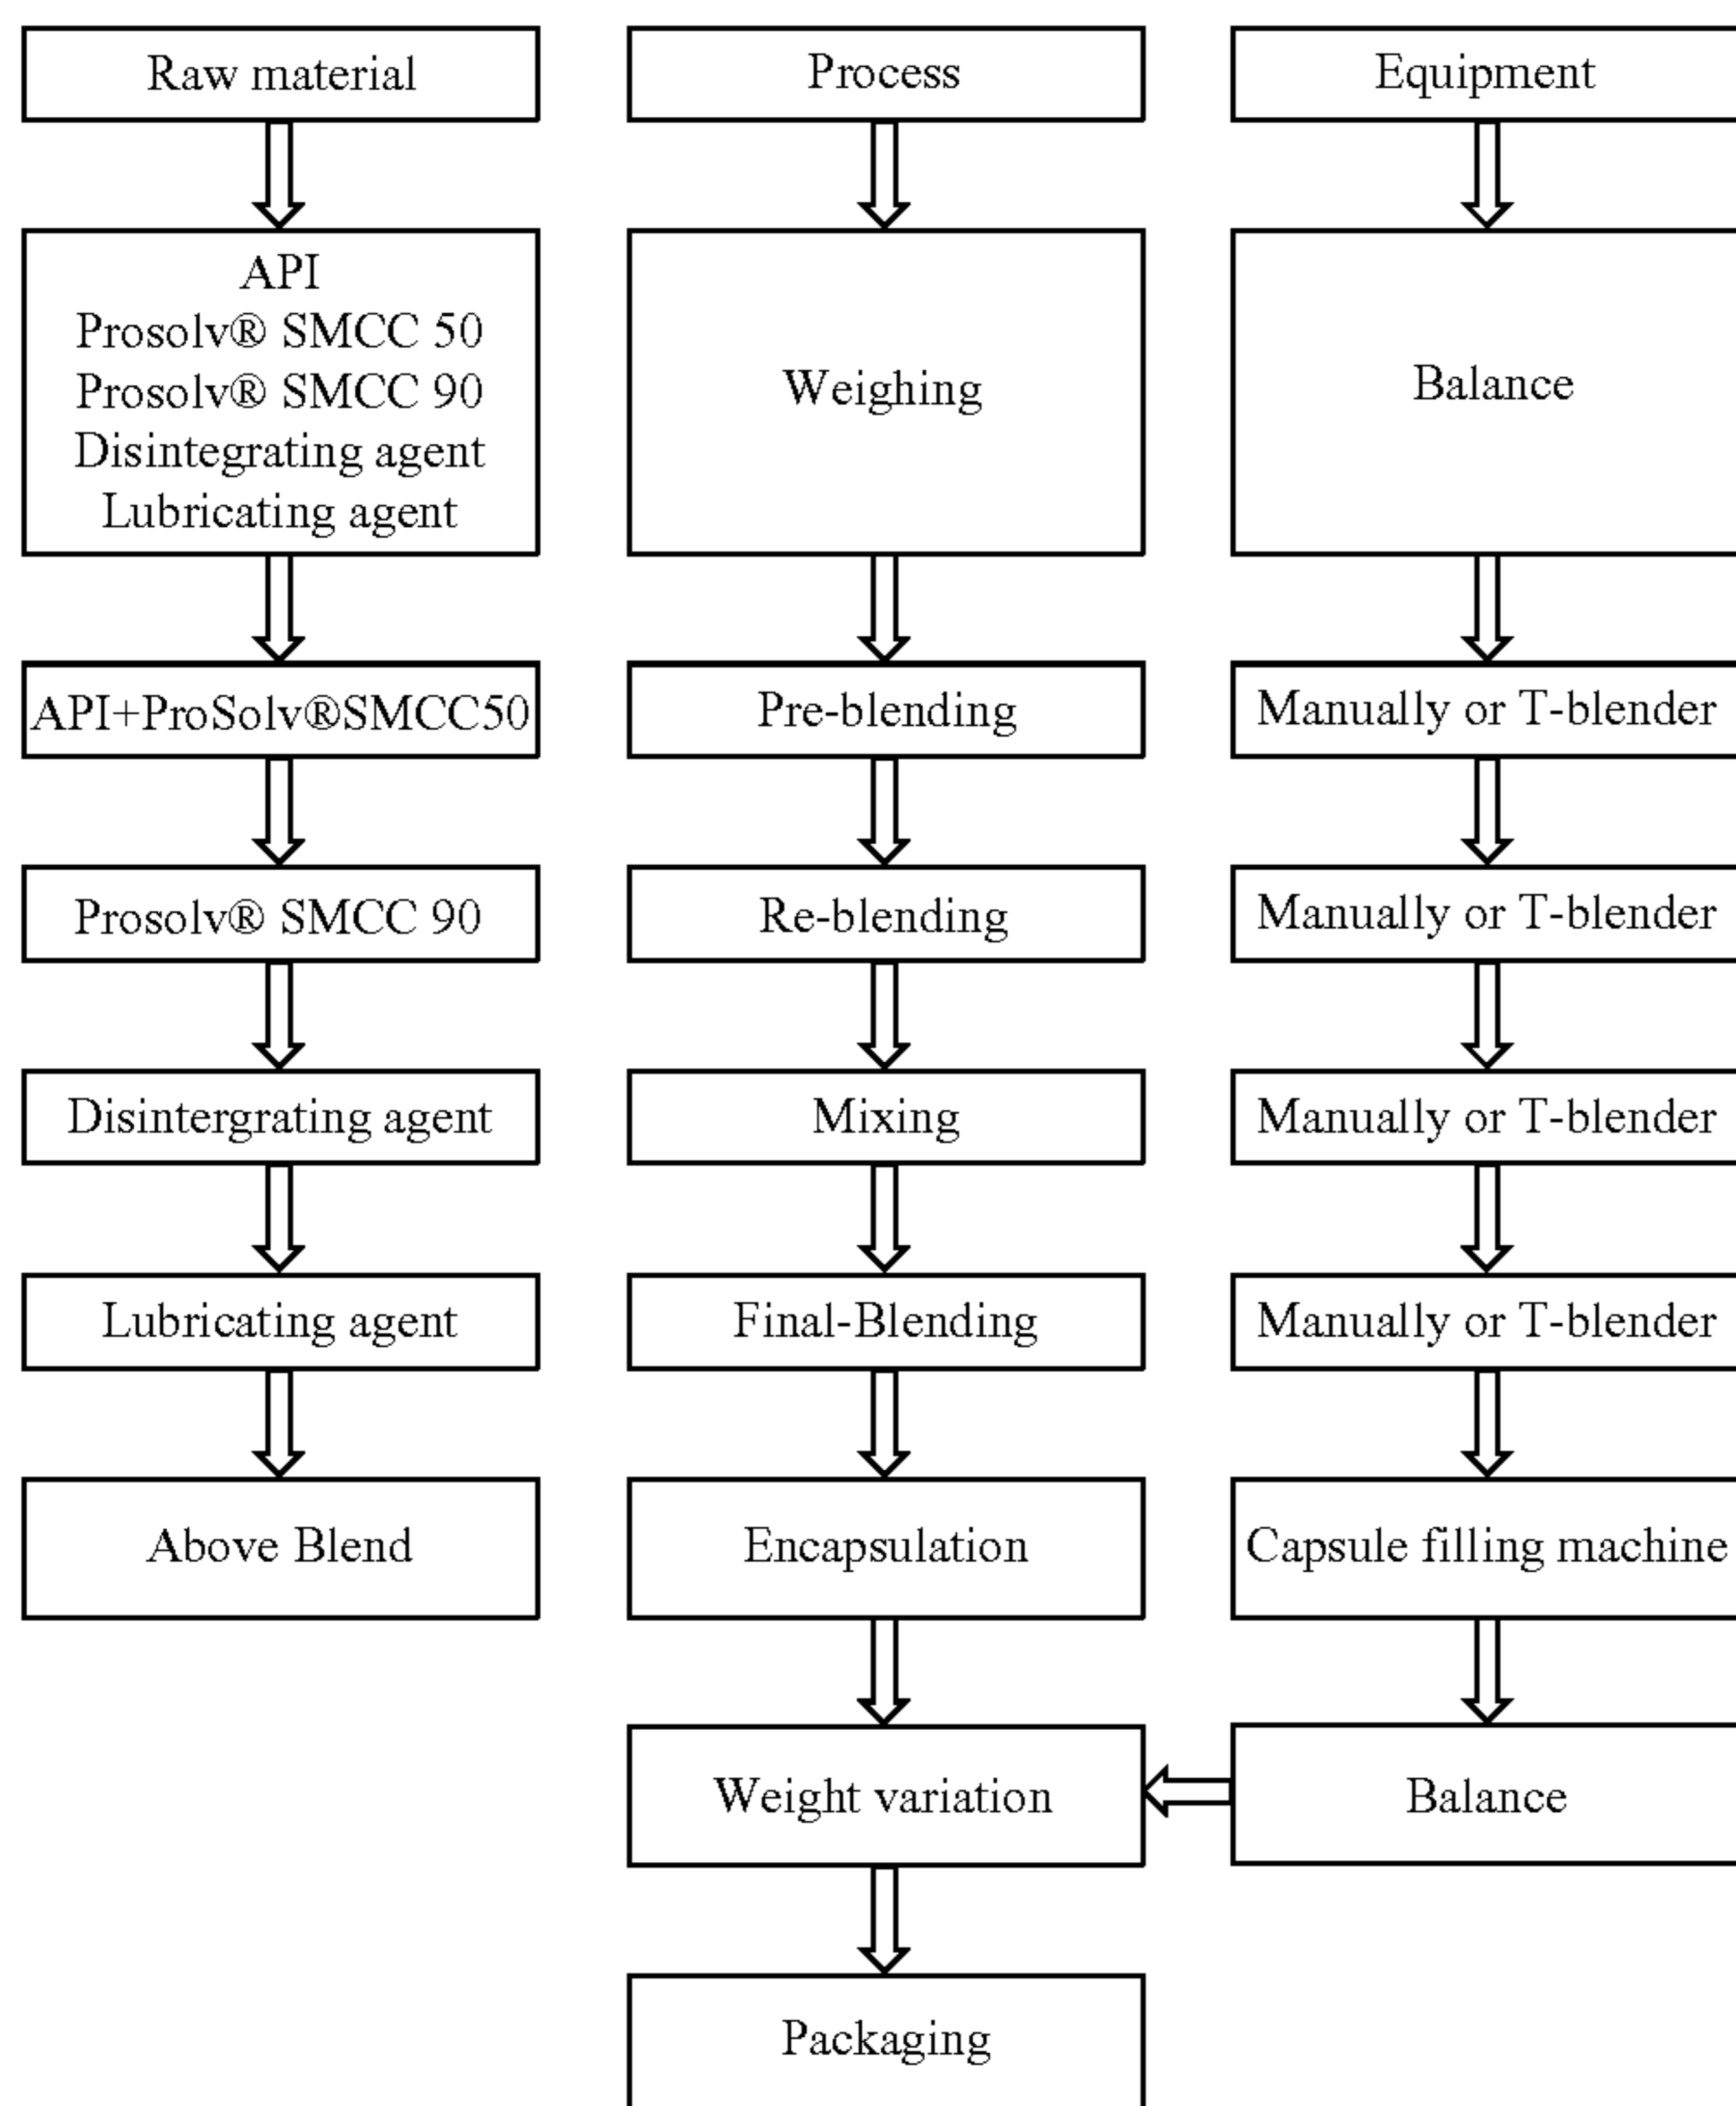 Raw material
Process
Equipment
API
Prosolv® SMCC 50
Prosolv® SMCC 90
Disintegrating agent
Lubricating agent
Weighing
Balance
API+ProSolv®SMCC50
Pre-blending
Manually or T-blender
Prosolv® SMCC 90
Re-blending
Manually or T-blender
Disintergrating agent
Mixing
Manually or T-blender
Lubricating agent
Final-Blending
Manually or T-blender
Above Blend
Encapsulation
Capsule filling machine
Weight variation
Balance
Packaging